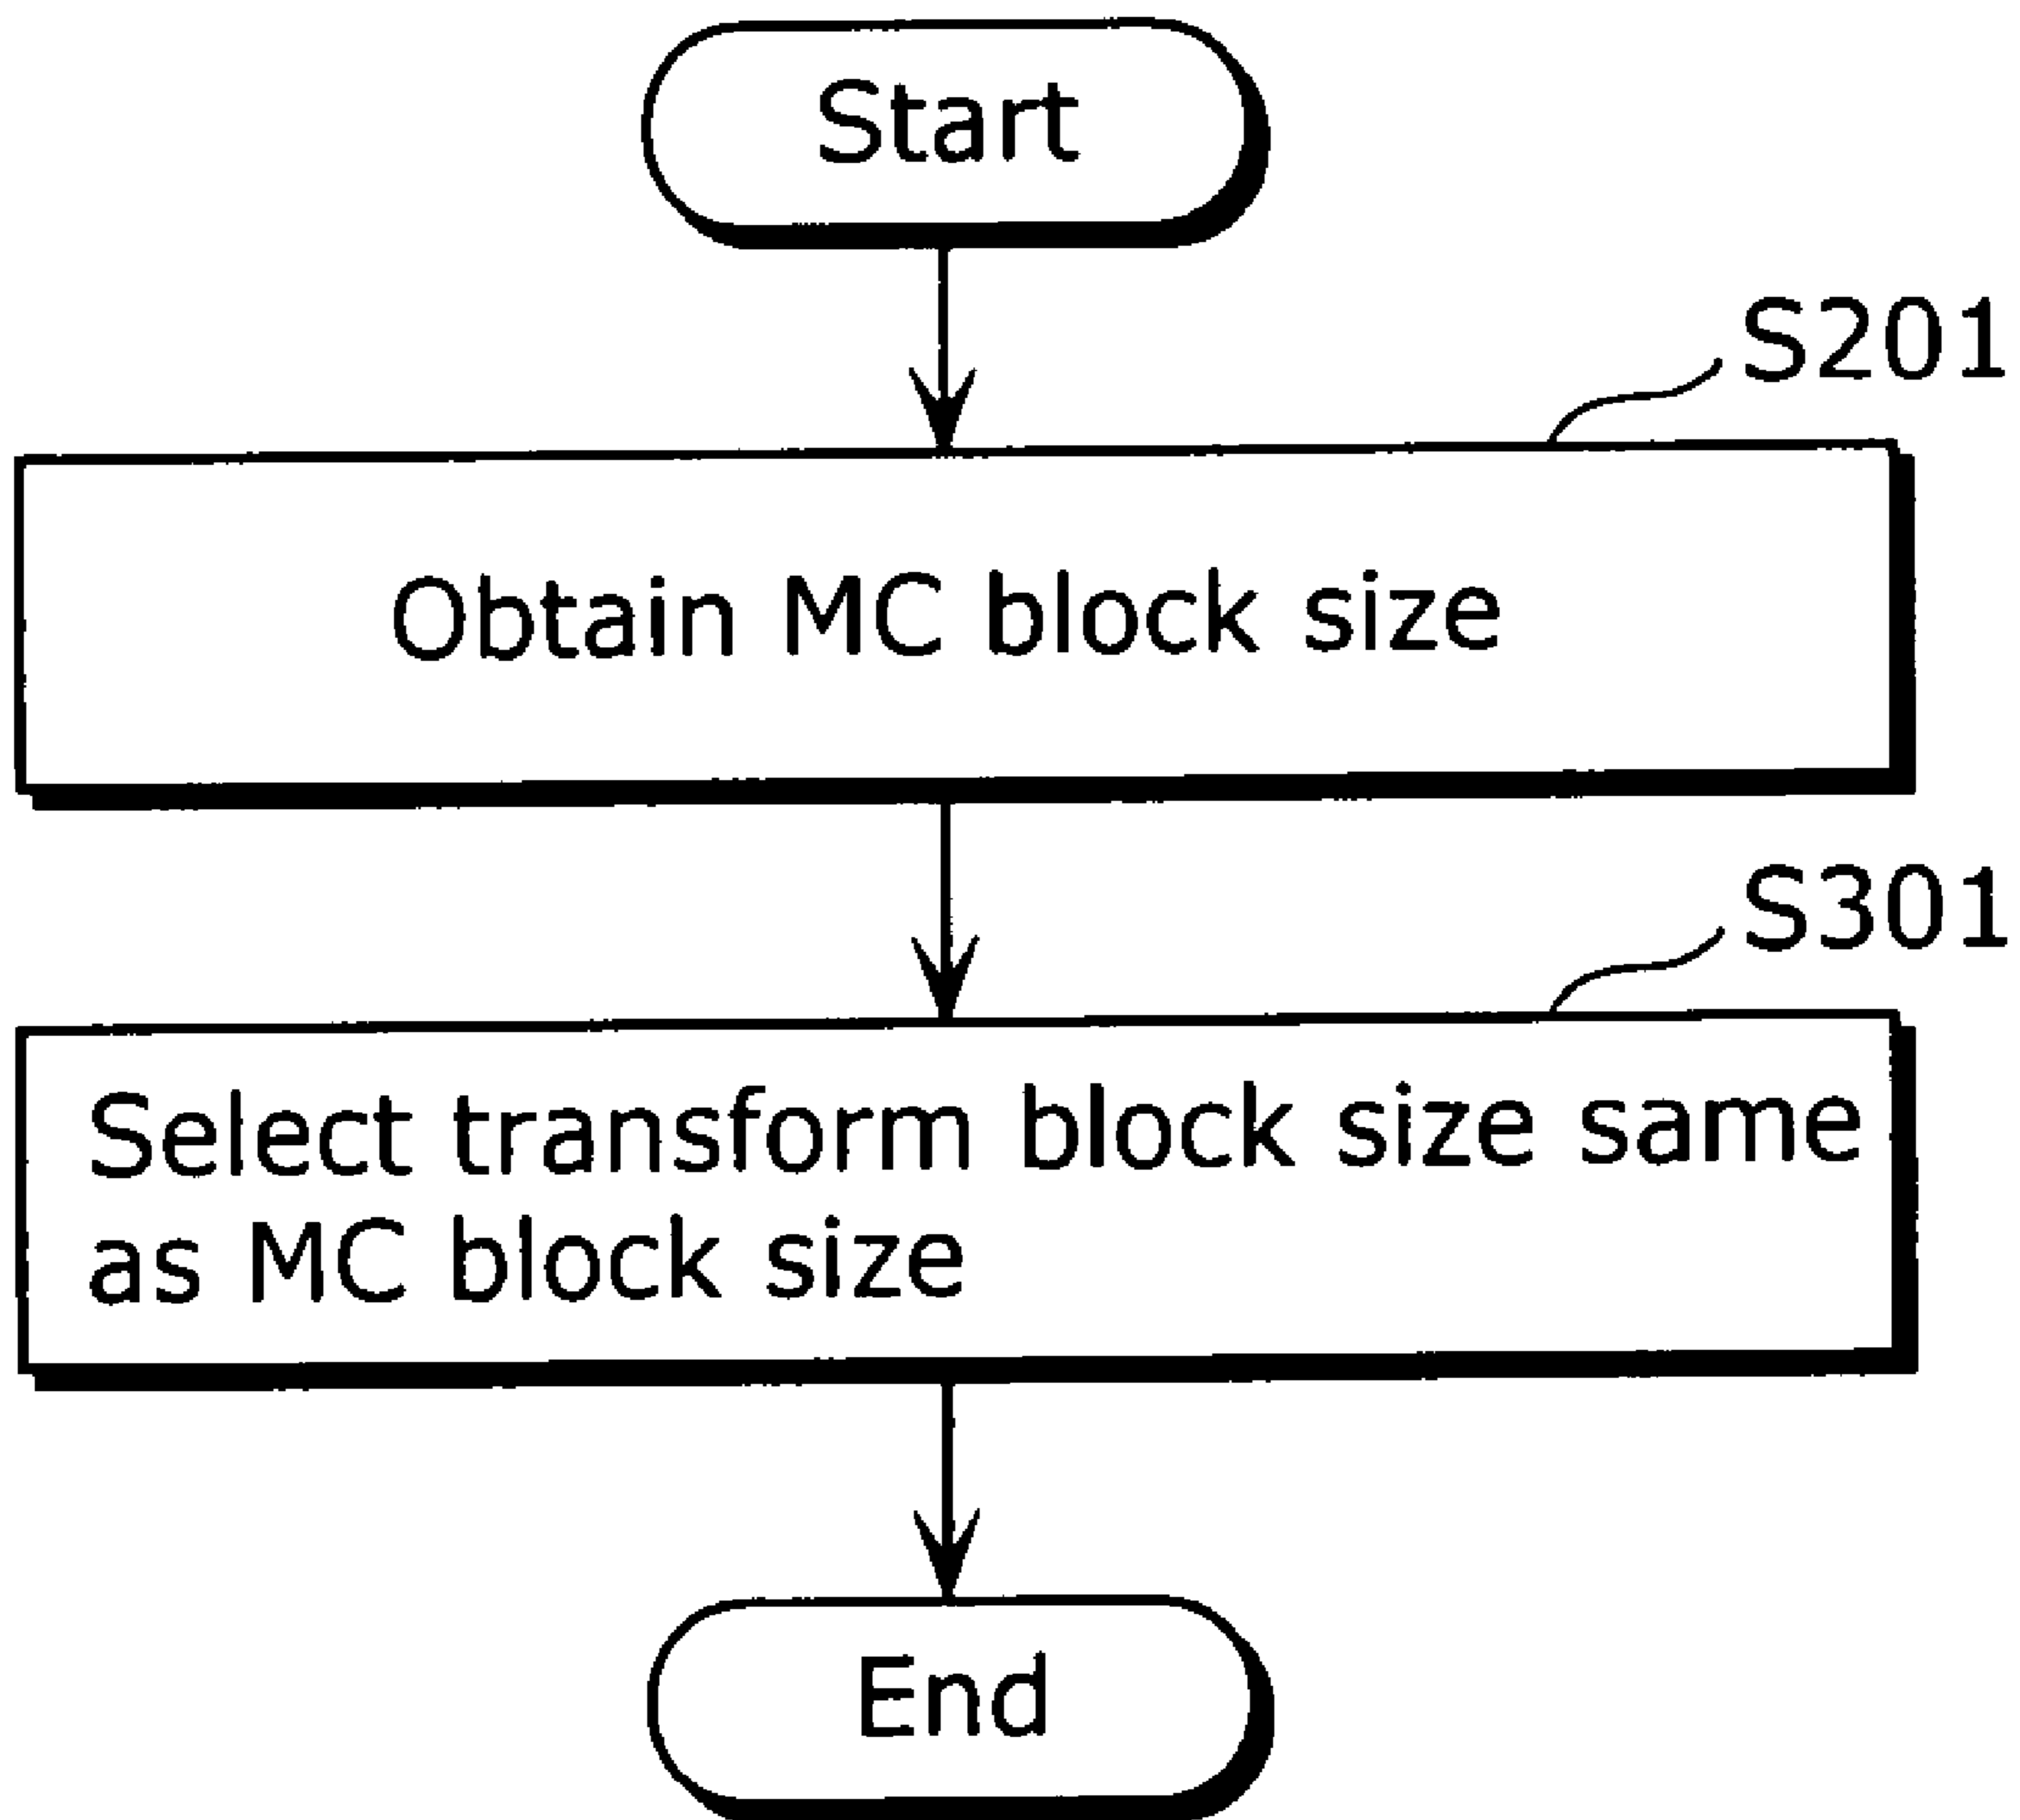 Start
S201
Obtain MC block size
S301
Select transform block size same
as MC block size
End